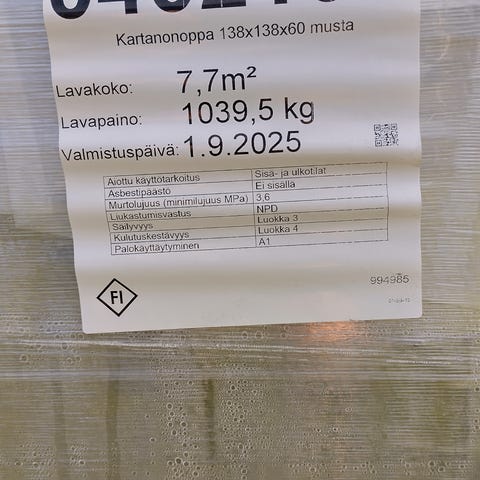 Kartanonoppa 138x138x60 musta
Lavakoko: 7,7m²
Lavapaino: 1039,5 kg
Valmistuspäivä: 1.9.2025
Aiottu käyttötarkoitus Sisä- ja ulkotilat
Asbestipäästö Ei sisällä
Murtolujuus (minimilujuus MPa) 3,6
Liukastumisvastus NPD
Säilyvyys Luokka 3
Kulutuskestävyys Luokka 4
Palokäyttäytyminen A1
994985
FI